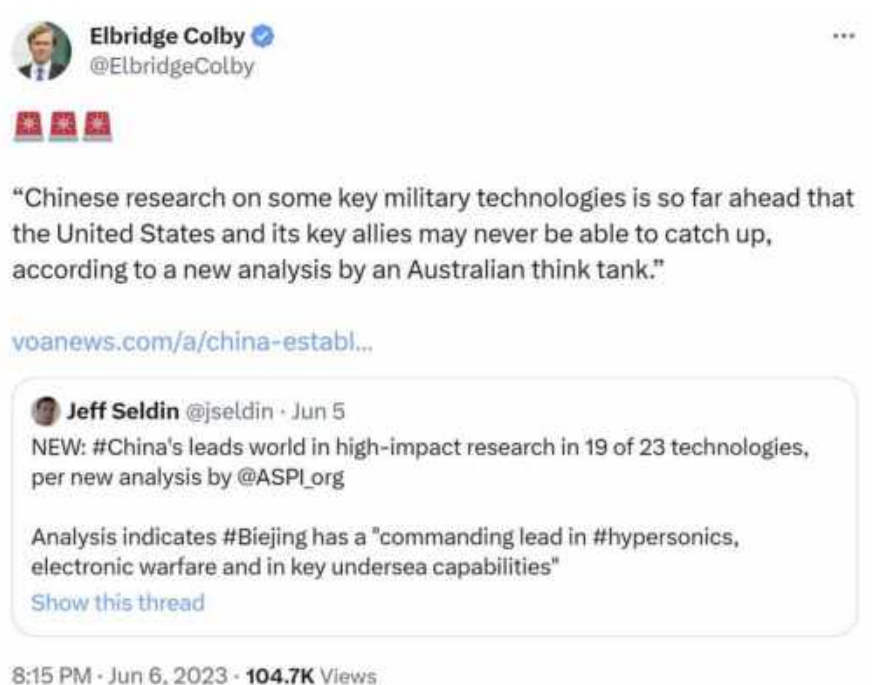 Elbridge Colby
@ElbridgeColby
“Chinese research on some key military technologies is so far ahead that
the United States and its key allies may never be able to catch up,
according to a new analysis by an Australian think tank.”
voanews.com/a/china-establ...
Jeff Seldin @jseldin · Jun 5
NEW: #China's leads world in high-impact research in 19 of 23 technologies,
per new analysis by @ASPI_org
Analysis indicates #Biejing has a "commanding lead in #hypersonics,
electronic warfare and in key undersea capabilities"
Show this thread
8:15 PM · Jun 6, 2023 · 104.7K Views